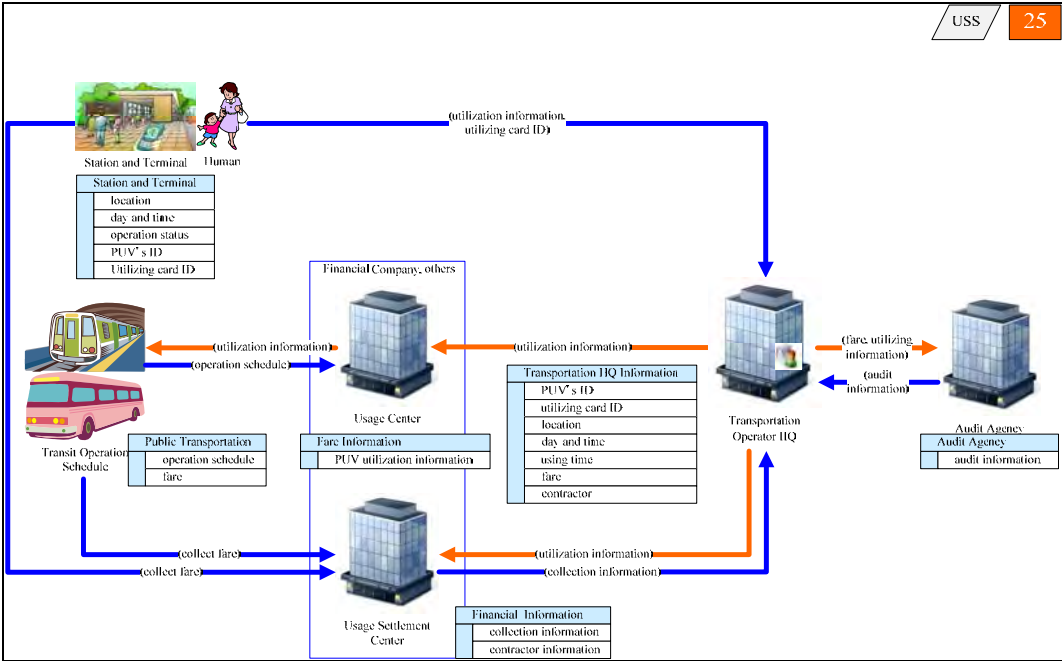 USS
25
(utilization information,
utilizing card ID)
Station and Terminal
Human
Station and Terminal
location
day and time
operation status
PUV's ID
Utilizing card ID
Financial Company, others
(utilization information)
(operation schedule)
(utilization information)
(fare, utilizing
information)
(audit
information)
Usage Center
Transportation HQ Information
PUV's ID
utilizing card ID
location
day and time
using time
fare
contractor
Transportation
Operator HQ
Audit Agency
Audit Agency
audit information
Transit Operation
Schedule
Public Transportation
operation schedule
fare
Fare Information
PUV utilization information
(collect fare)
(collect fare)
(utilization information)
(collection information)
Usage Settlement
Center
Financial Information
collection information
contractor information